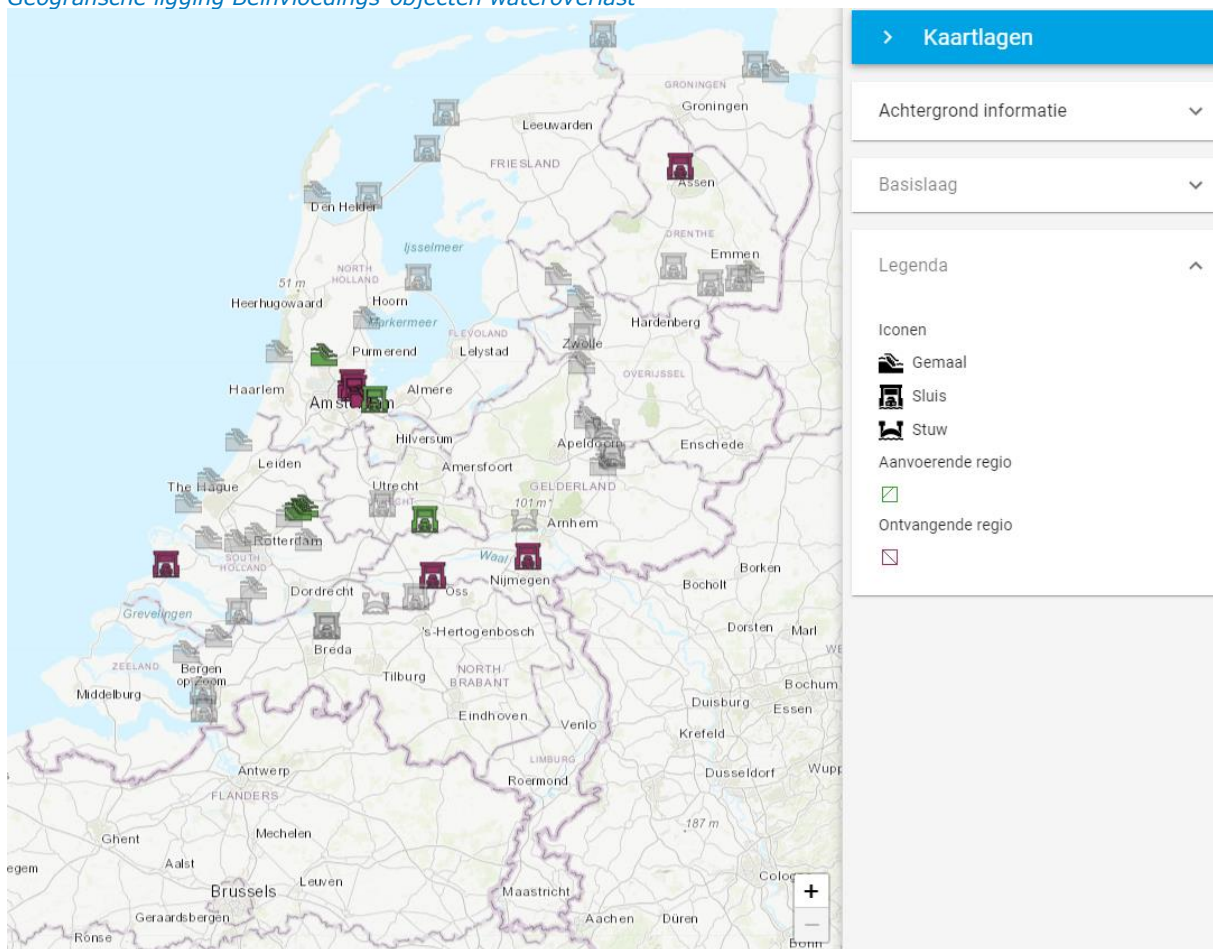 Geografische ligging Beïnvloedings-objecten wateroverlast
Kaartlagen
Achtergrond informatie
Basislaag
Legenda
Iconen
Gemaal
Sluis
Stuw
Aanvoerende regio
Ontvangende regio
GRONINGEN
Groningen
Leeuwarden
FRIESLAND
Assen
Den Helder
DRENTHE
Emmen
Ijsselmeer
NORTH
HOLLAND
51 m
Heerhugowaard
Hoorn
Markermeer
FLEVOLAND
Hardenberg
Zwolle
Purmerend
Lelystad
OVERIJSSEL
Haarlem
Almere
Amsterdam
Hilversum
Apeldoorn
Enschede
Leiden
Amersfoort
The Hague
Utrecht
GELDERLAND
101 m
Arnhem
Rotterdam
SOUTH
HOLLAND
Waal
Nijmegen
Borken
Bocholt
Dordrecht
Oss
Grevelingen
's-Hertogenbosch
Dorsten
Marl
Breda
ZEELAND
Bergen
op Zoom
Tilburg
NORTH
BRABANT
Middelburg
Bochum
Duisburg
Essen
Eindhoven
Venlo
Krefeld
LIMBURG
Antwerp
Roermond
Dusseldorf
Wupp
FLANDERS
187 m
Ghent
Mechelen
egem
Aalst
Leuven
Brussels
Maastricht
Colog
+
Geraardsbergen
Aachen
Düren
Ronse
Bonn